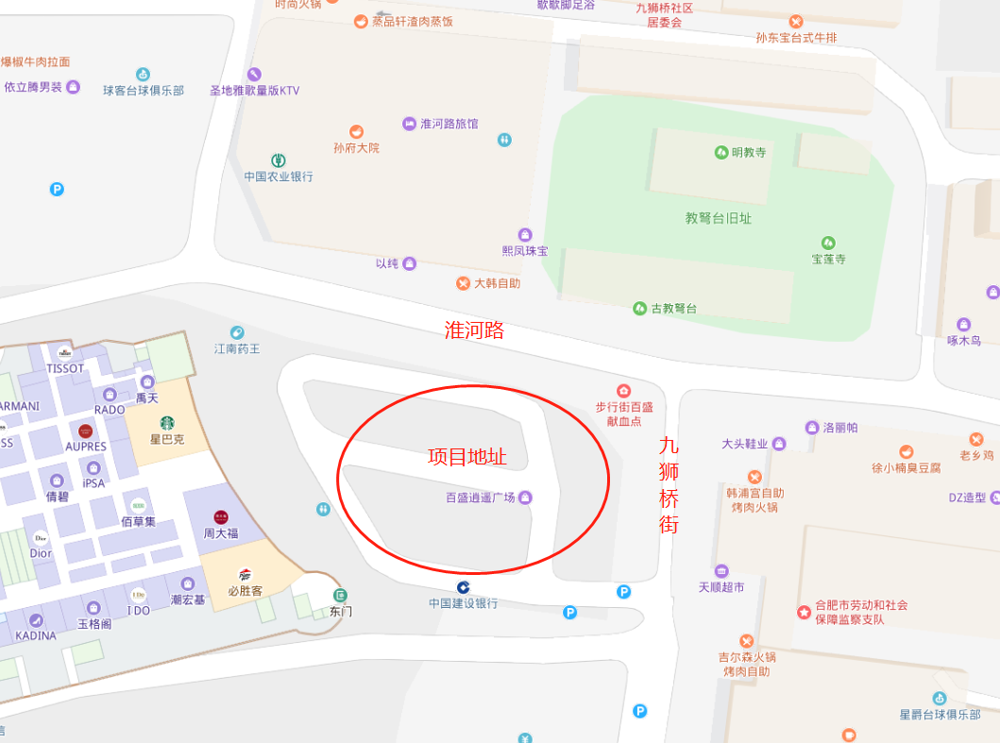 时尚火锅
蒸品轩渣肉蒸饭
歇歇脚足浴
九狮桥社区
居委会
孙东宝台式牛排
爆椒牛肉拉面
依立腾男装
P
球客台球俱乐部
圣地雅歌量版KTV
淮河路旅馆
孙府大院
中国农业银行
明教寺
教弩台旧址
宝莲寺
熙凤珠宝
以纯
大韩自助
古教弩台
啄木鸟
淮河路
江南药王
TISSOT
ARMANI
RADO
禹天
OSS
AUPRES
星巴克
iPSA
倩碧
佰草集
Dior
Dior
周大福
必胜客
潮宏基
I Do
I DO
玉格阁
KADINA
东门
项目地址
百盛逍遥广场
步行街百盛
献血点
九
狮
桥
街
大头鞋业
洛丽帕
徐小楠臭豆腐
老乡鸡
韩浦宫自助
烤肉火锅
DZ造型
中国建设银行
P
P
天顺超市
合肥市劳动和社会
保障监察支队
吉尔森火锅
烤肉自助
P
星爵台球俱乐部